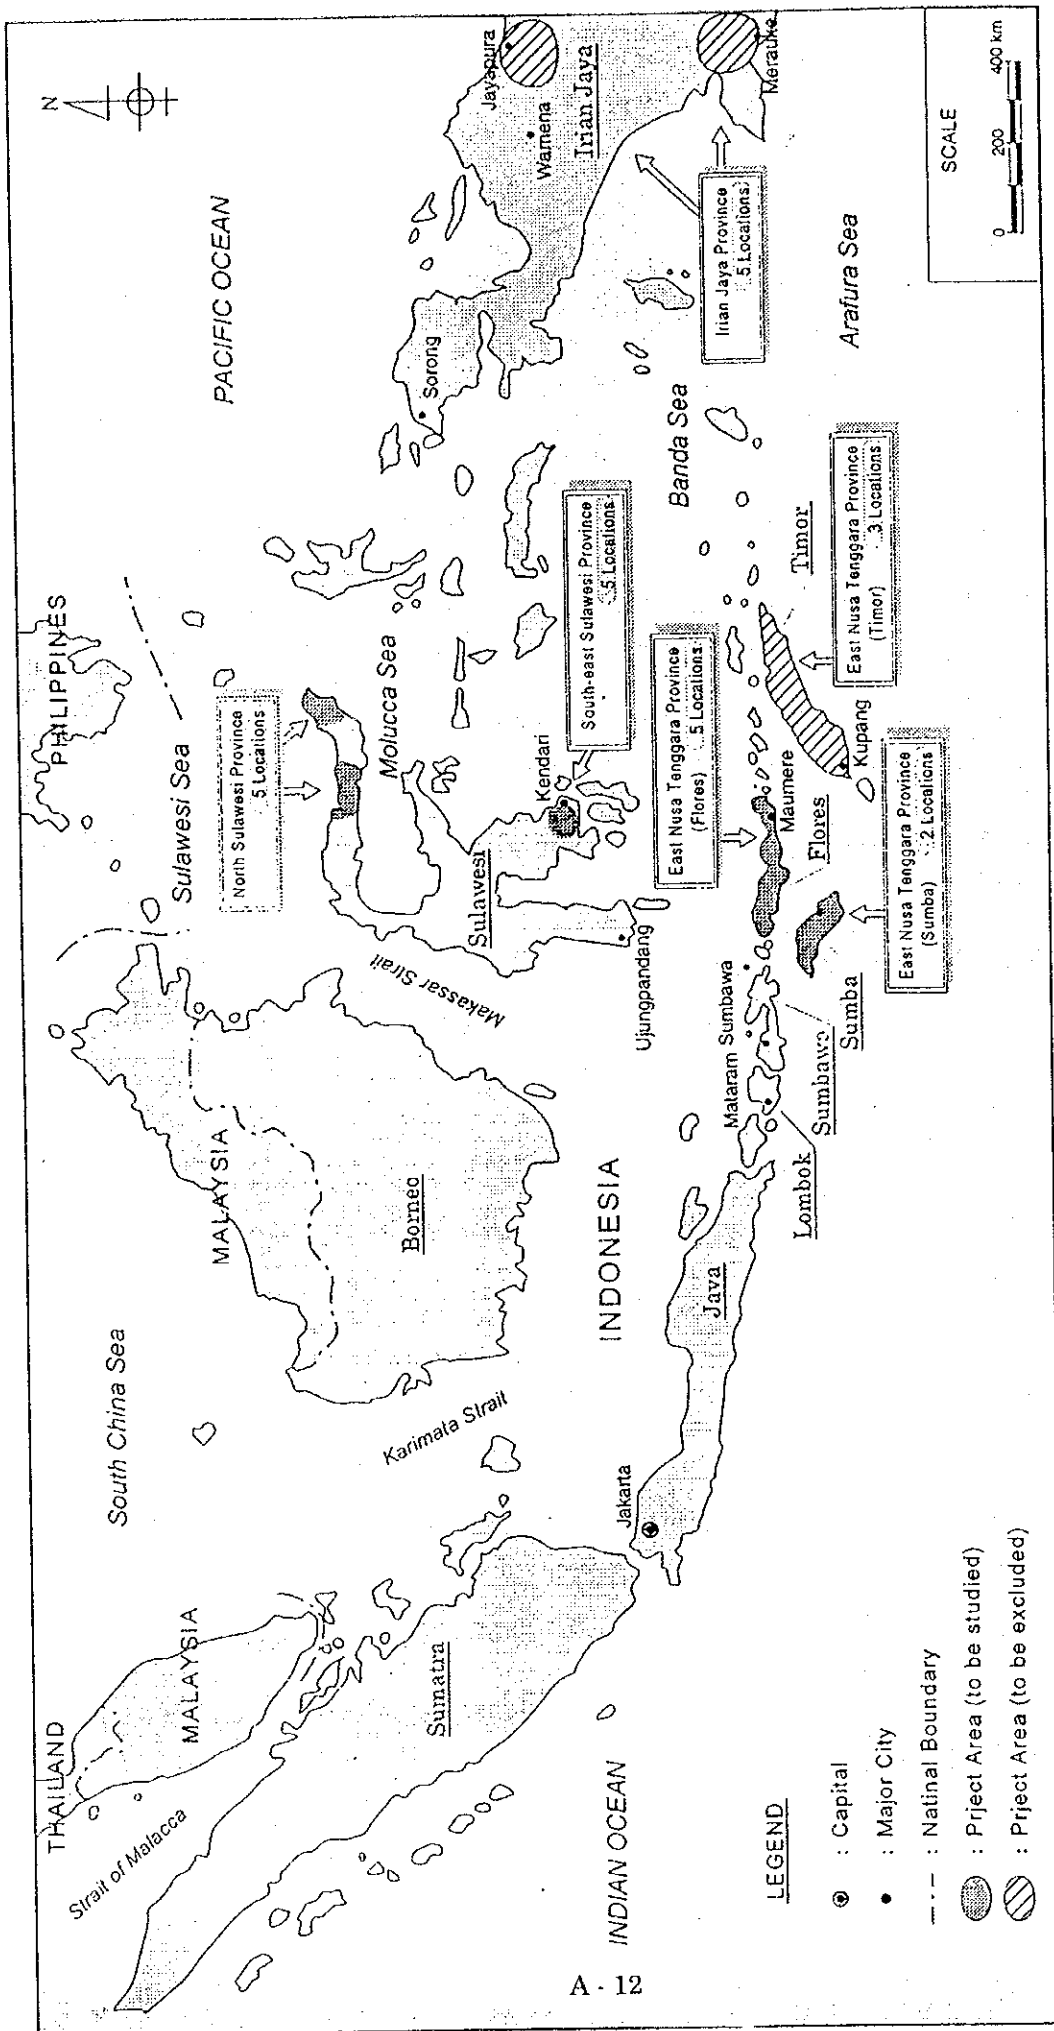 N
THAILAND
MALAYSIA
Strait of Malacca
South China Sea
PHILIPPINES
PACIFIC OCEAN
Sulawesi Sea
MALAYSIA
North Sulawesi Province
5 Locations
Molucca Sea
Sumatra
Karimata Strait
Borneo
Makassar Strait
Sulawesi
Kendari
South-east Sulawesi Province
5 Locations
Sorong
Jayapura
Wamena
Irian Jaya
Merauke
Irian Jaya Province
5 Locations
Banda Sea
Arafura Sea
INDIAN OCEAN
Jakarta
INDONESIA
Java
Ujungpandang
Mataram
Sumbawa
Lombok
Sumbawa
Sumba
East Nusa Tenggara Province
(Flores) 5 Locations
Maumere
Flores
Kupang
Timor
East Nusa Tenggara Province
(Timor) 3 Locations
East Nusa Tenggara Province
(Sumba) 2 Locations
LEGEND
: Capital
: Major City
: Natinal Boundary
: Prject Area (to be studied)
: Prject Area (to be excluded)
SCALE
0 200 400 km
A - 12